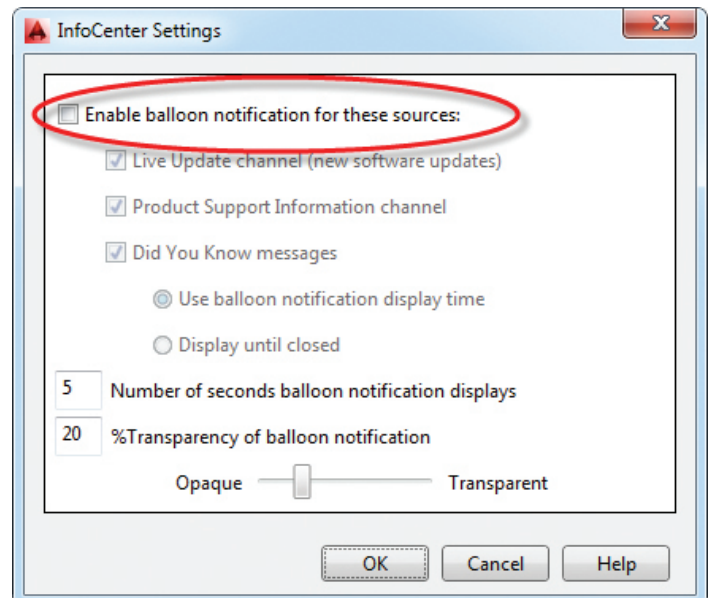 InfoCenter Settings
Enable balloon notification for these sources:
Live Update channel (new software updates)
Product Support Information channel
Did You Know messages
Use balloon notification display time
Display until closed
5 Number of seconds balloon notification displays
20 %Transparency of balloon notification
Opaque Transparent
OK Cancel Help